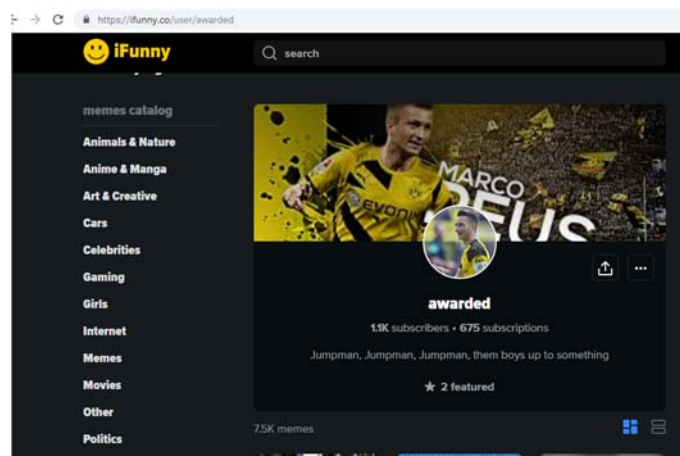 https://ifunny.co/user/awarded
iFunny
search
memes catalog
Animals & Nature
Anime & Manga
Art & Creative
Cars
Celebrities
Gaming
Girls
Internet
Memes
Movies
Other
Politics
MARCO
REUS
EVONIK
awarded
1.1K subscribers • 675 subscriptions
Jumpman, Jumpman, Jumpman, them boys up to something
★ 2 featured
7.5K memes